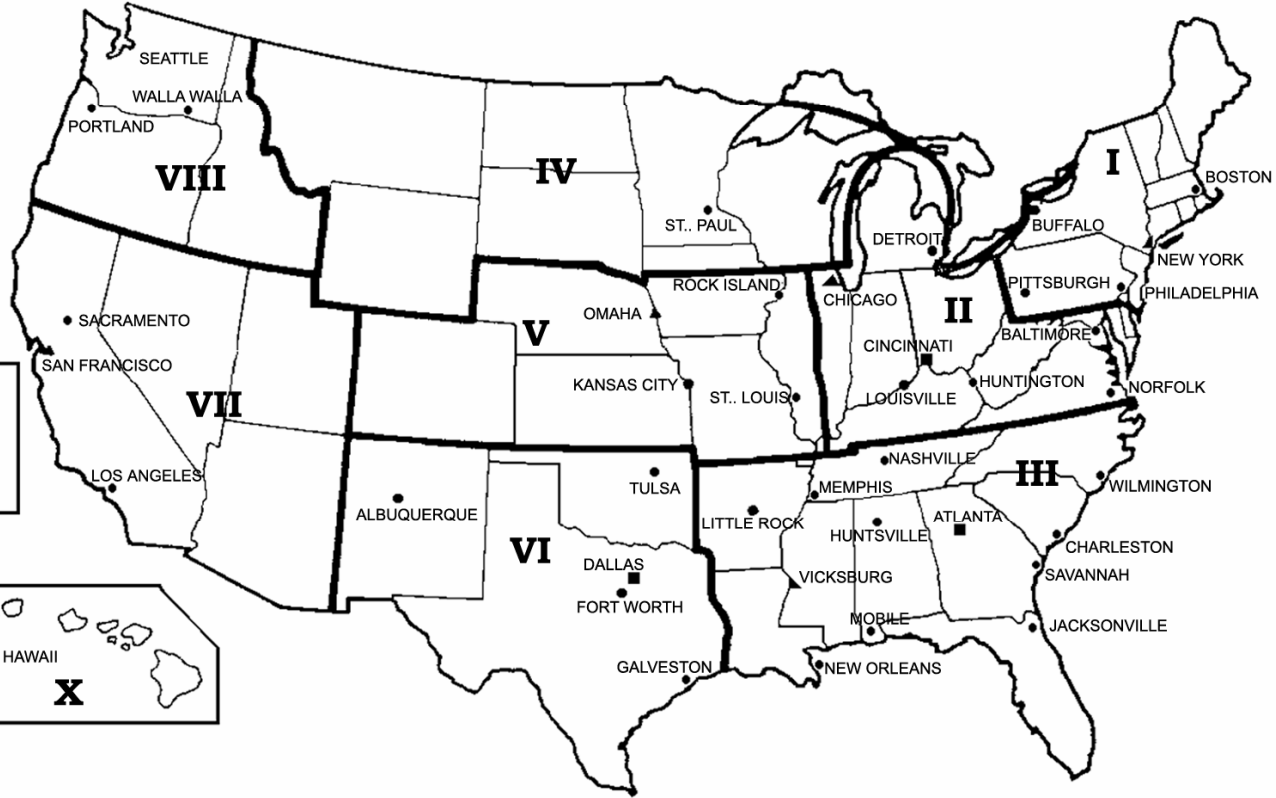 SEATTLE
WALLA WALLA
PORTLAND
VIII
IV
I
BOSTON
ST.. PAUL
BUFFALO
DETROIT
NEW YORK
ROCK ISLAND
PITTSBURGH
CHICAGO
PHILADELPHIA
II
OMAHA
SACRAMENTO
V
BALTIMORE
CINCINNATI
SAN FRANCISCO
KANSAS CITY
HUNTINGTON
NORFOLK
ST.. LOUIS
LOUISVILLE
VII
NASHVILLE
III
LOS ANGELES
TULSA
MEMPHIS
WILMINGTON
ALBUQUERQUE
LITTLE ROCK
ATLANTA
HUNTSVILLE
VI
CHARLESTON
DALLAS
VICKSBURG
SAVANNAH
FORT WORTH
MOBILE
JACKSONVILLE
HAWAII
GALVESTON
NEW ORLEANS
X